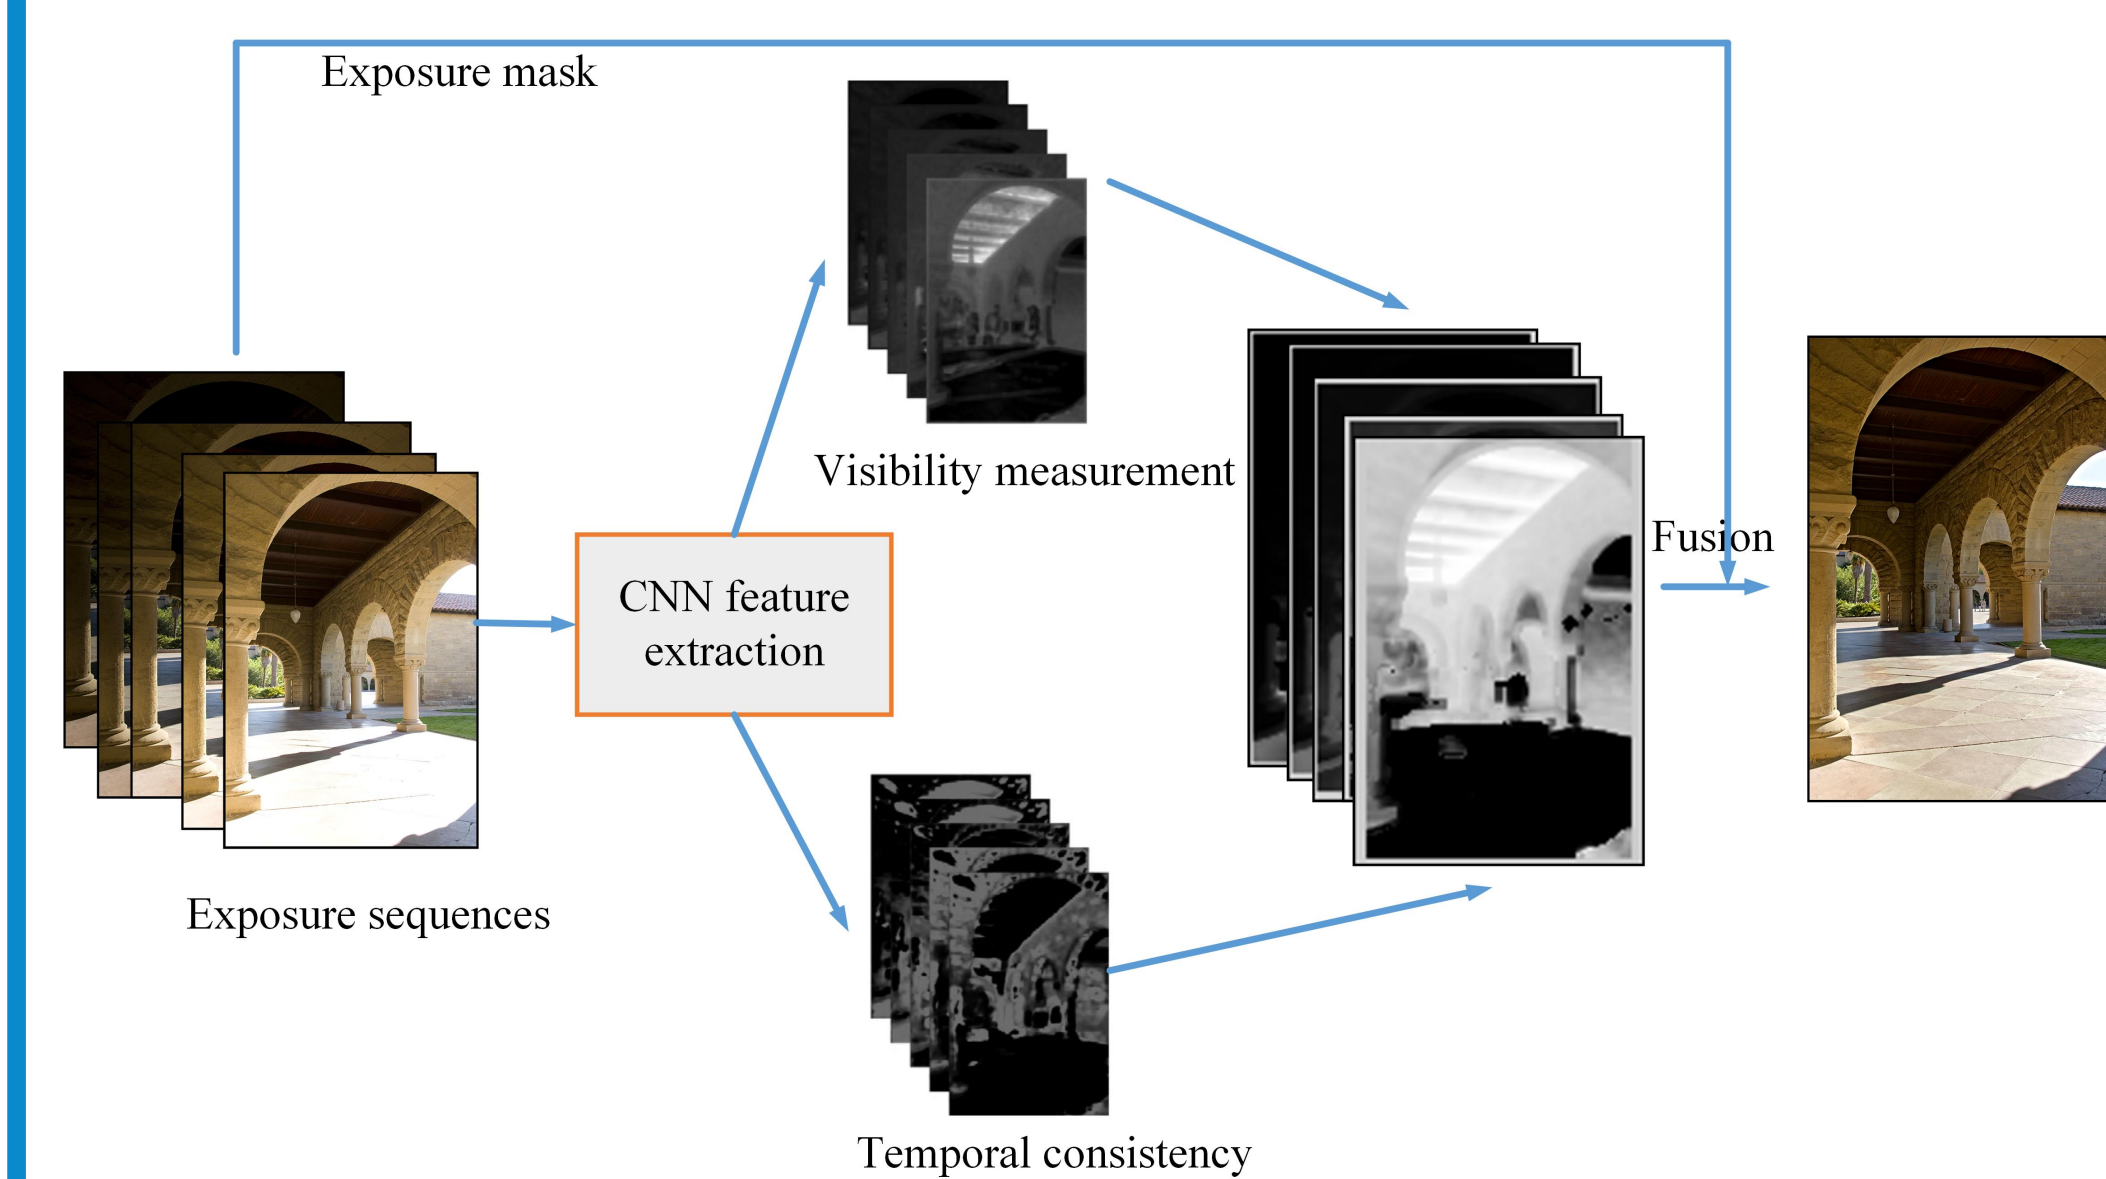 Exposure mask
Visibility measurement
Fusion
CNN feature
extraction
Exposure sequences
Temporal consistency